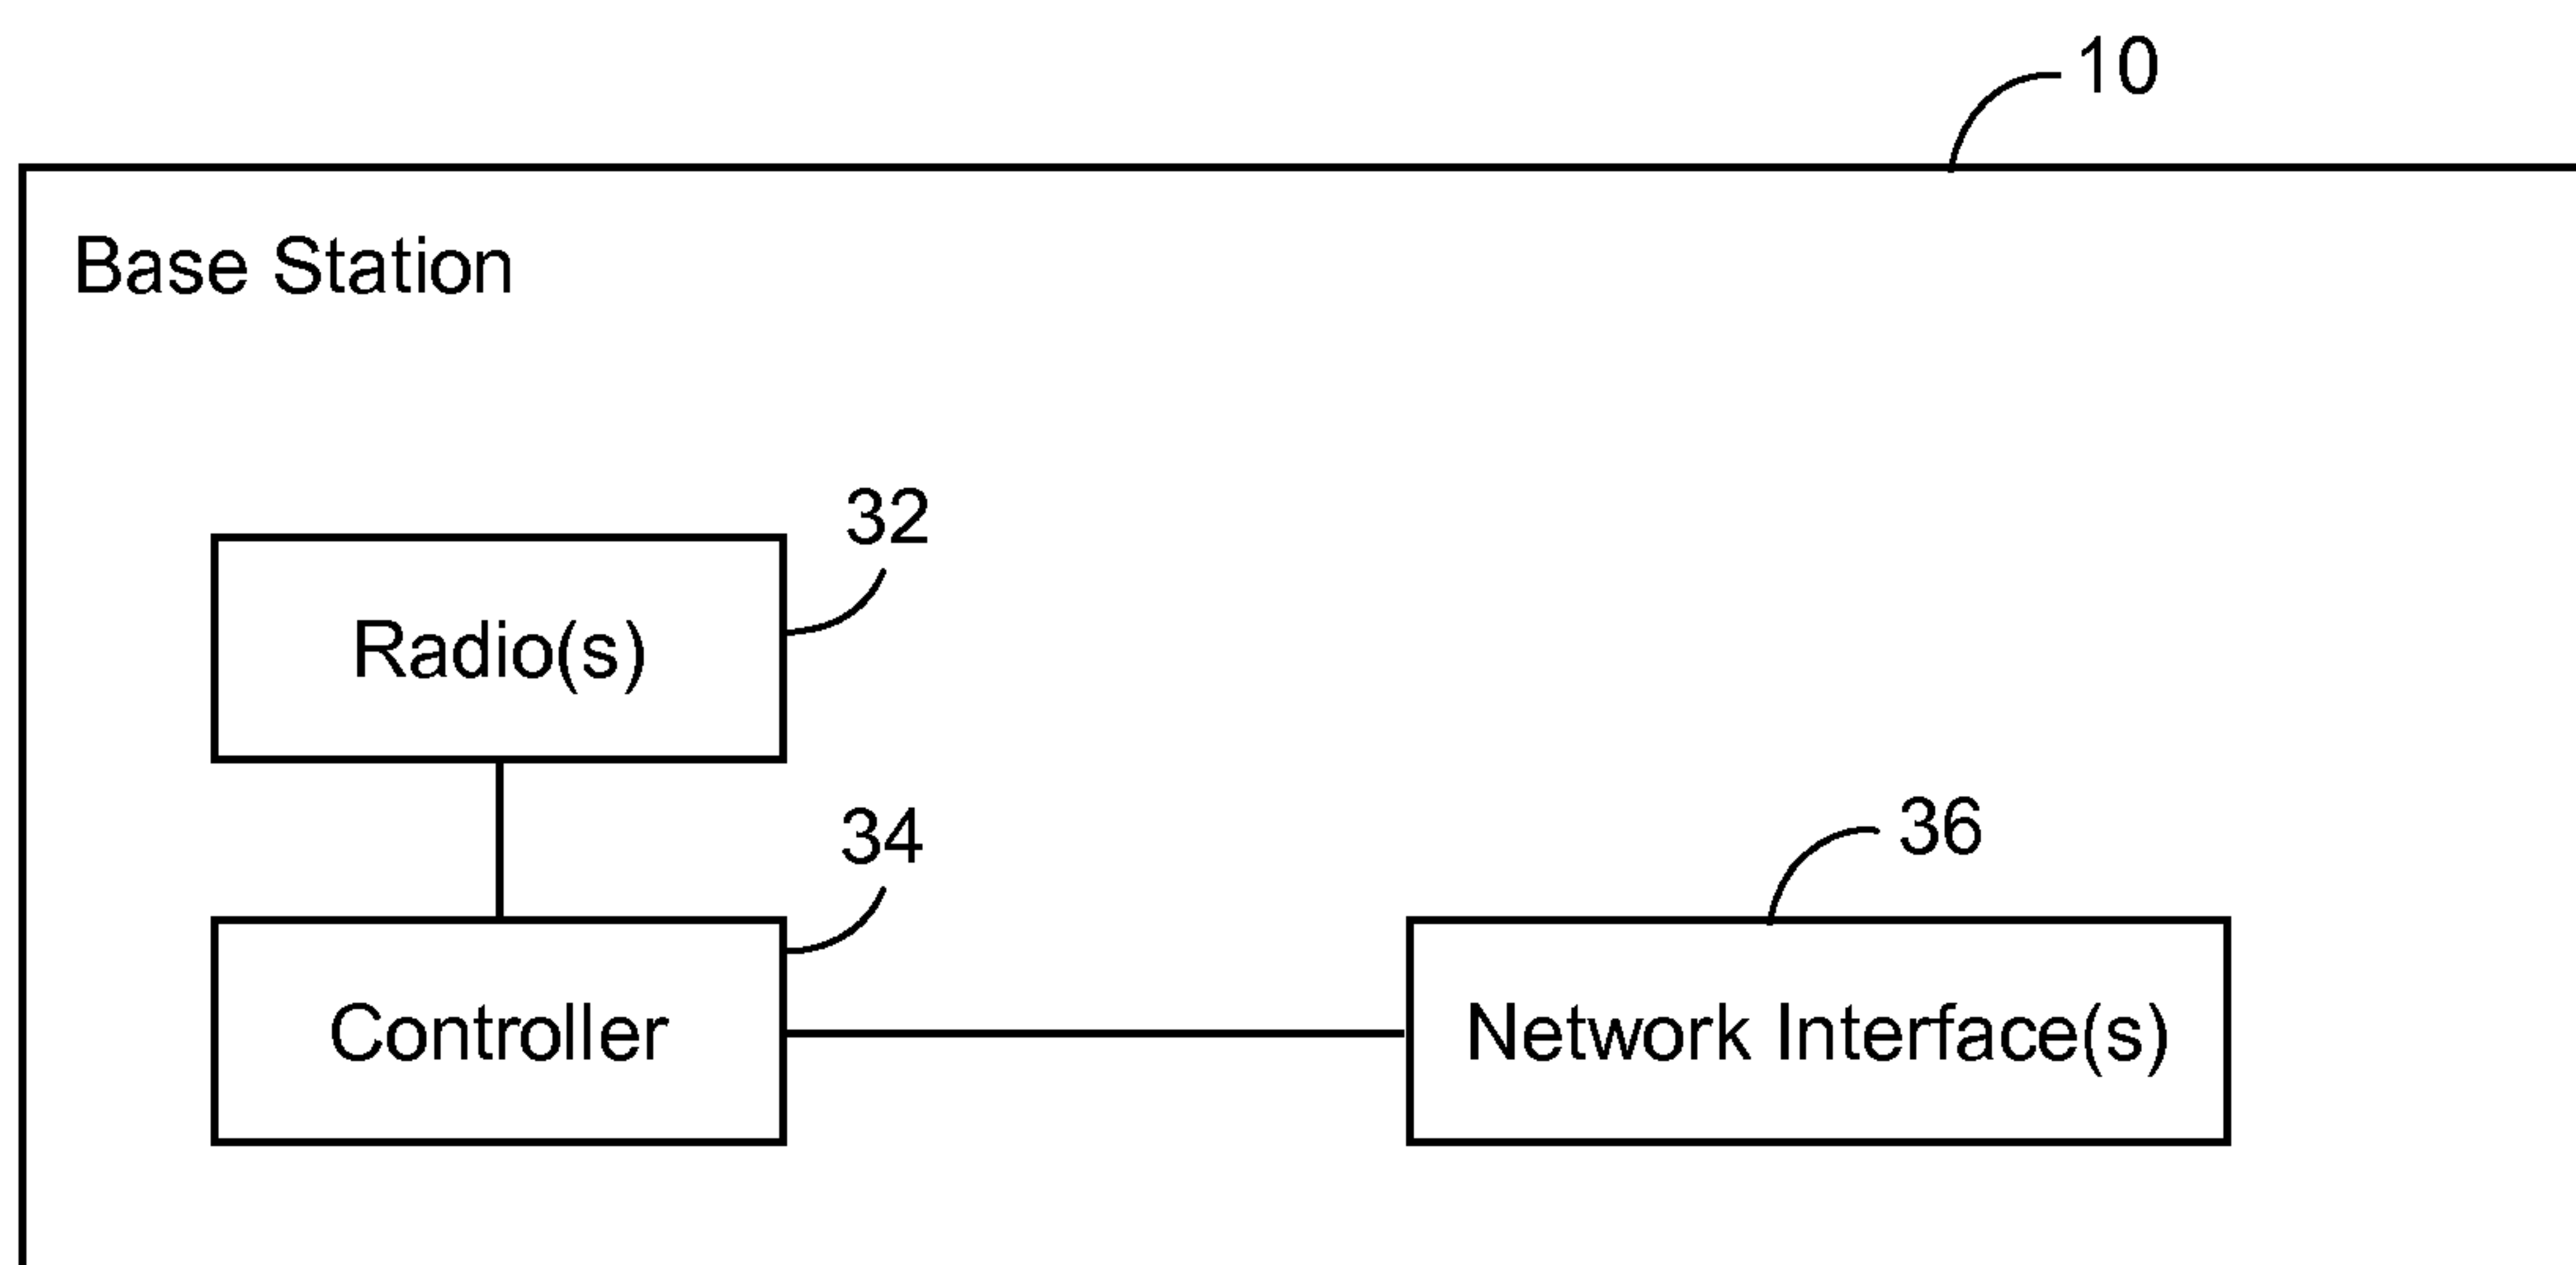 10
Base Station
32
Radio(s)
34
36
Controller
Network Interface(s)